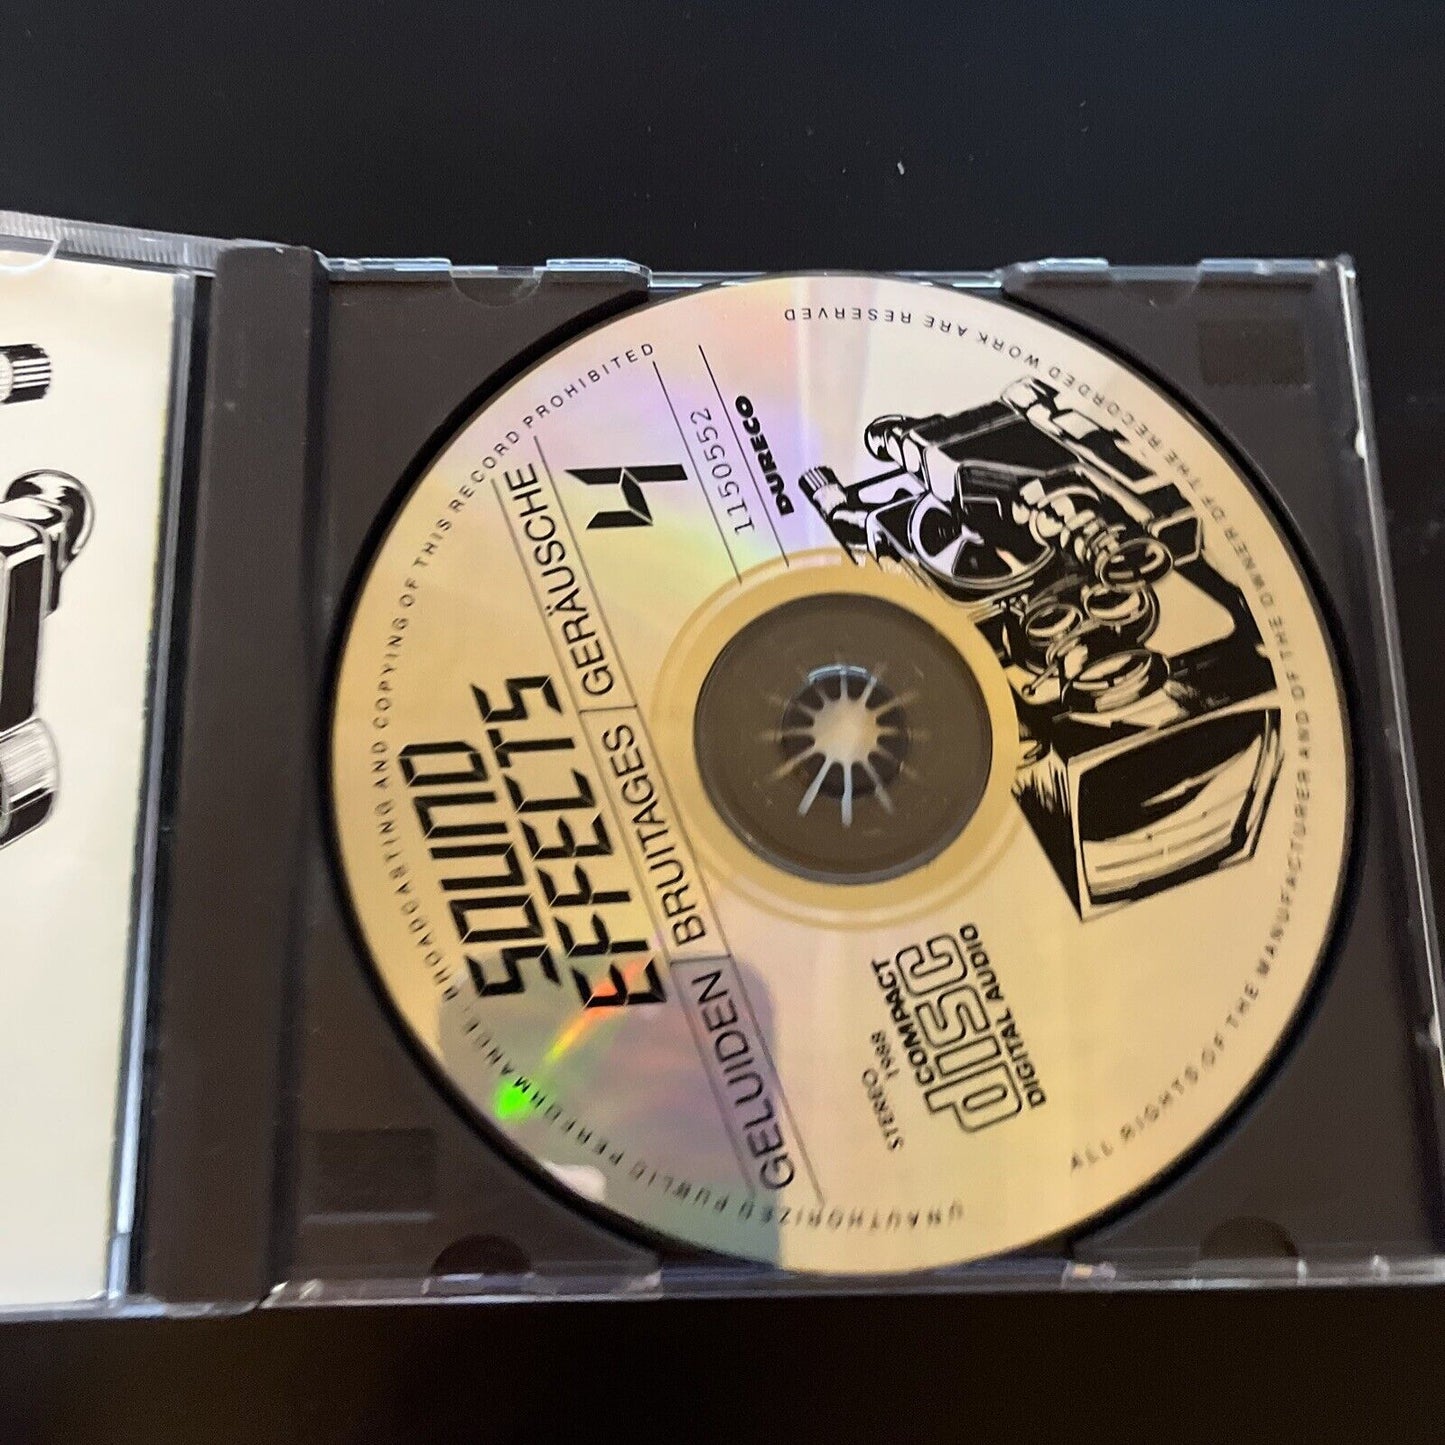 SOUND
EFFECTS
GELUIDEN / BRUITAGES / GERÄUSCHE
4
1150552
DURECO
STEREO
1988
COMPACT
disc
DIGITAL AUDIO
ALL RIGHTS OF THE MANUFACTURER AND OF THE OWNER OF THE RECORDED WORK ARE RESERVED
UNAUTHORIZED PUBLIC PERFORMANCE, BROADCASTING AND COPYING OF THIS RECORD PROHIBITED